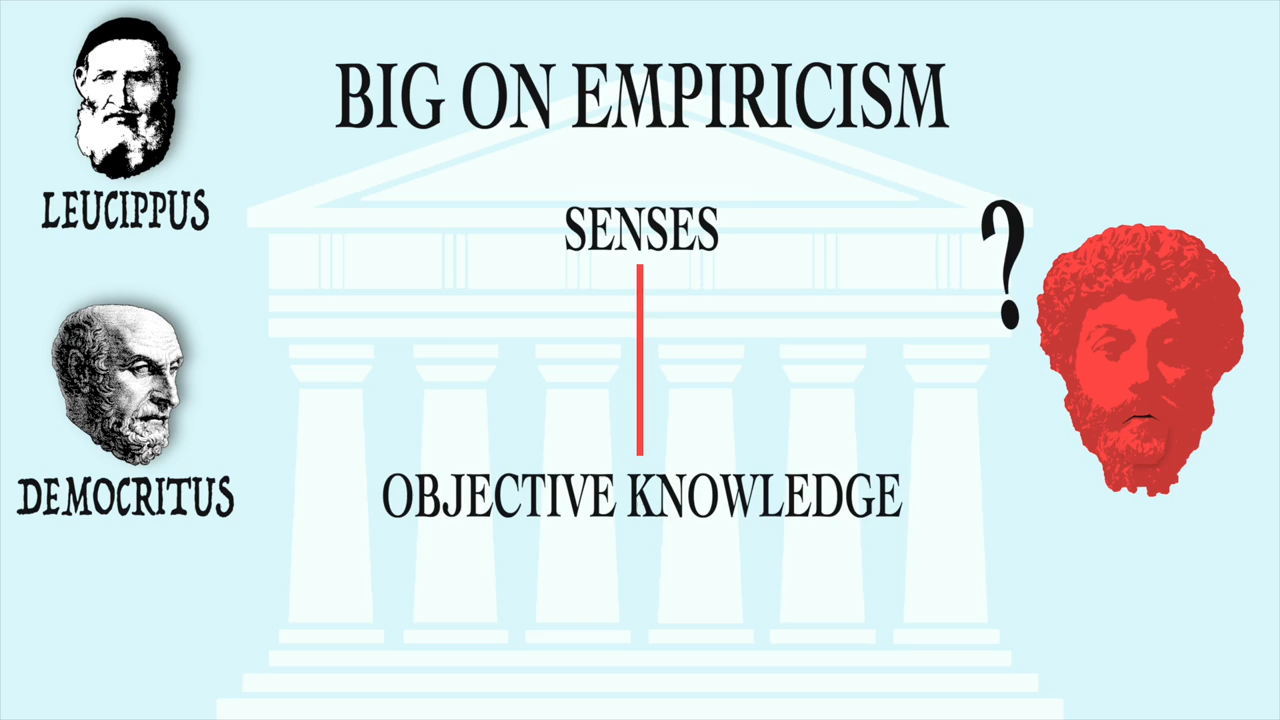 BIG ON EMPIRICISM
LEUCIPPUS
SENSES
?
DEMOCRITUS
OBJECTIVE KNOWLEDGE